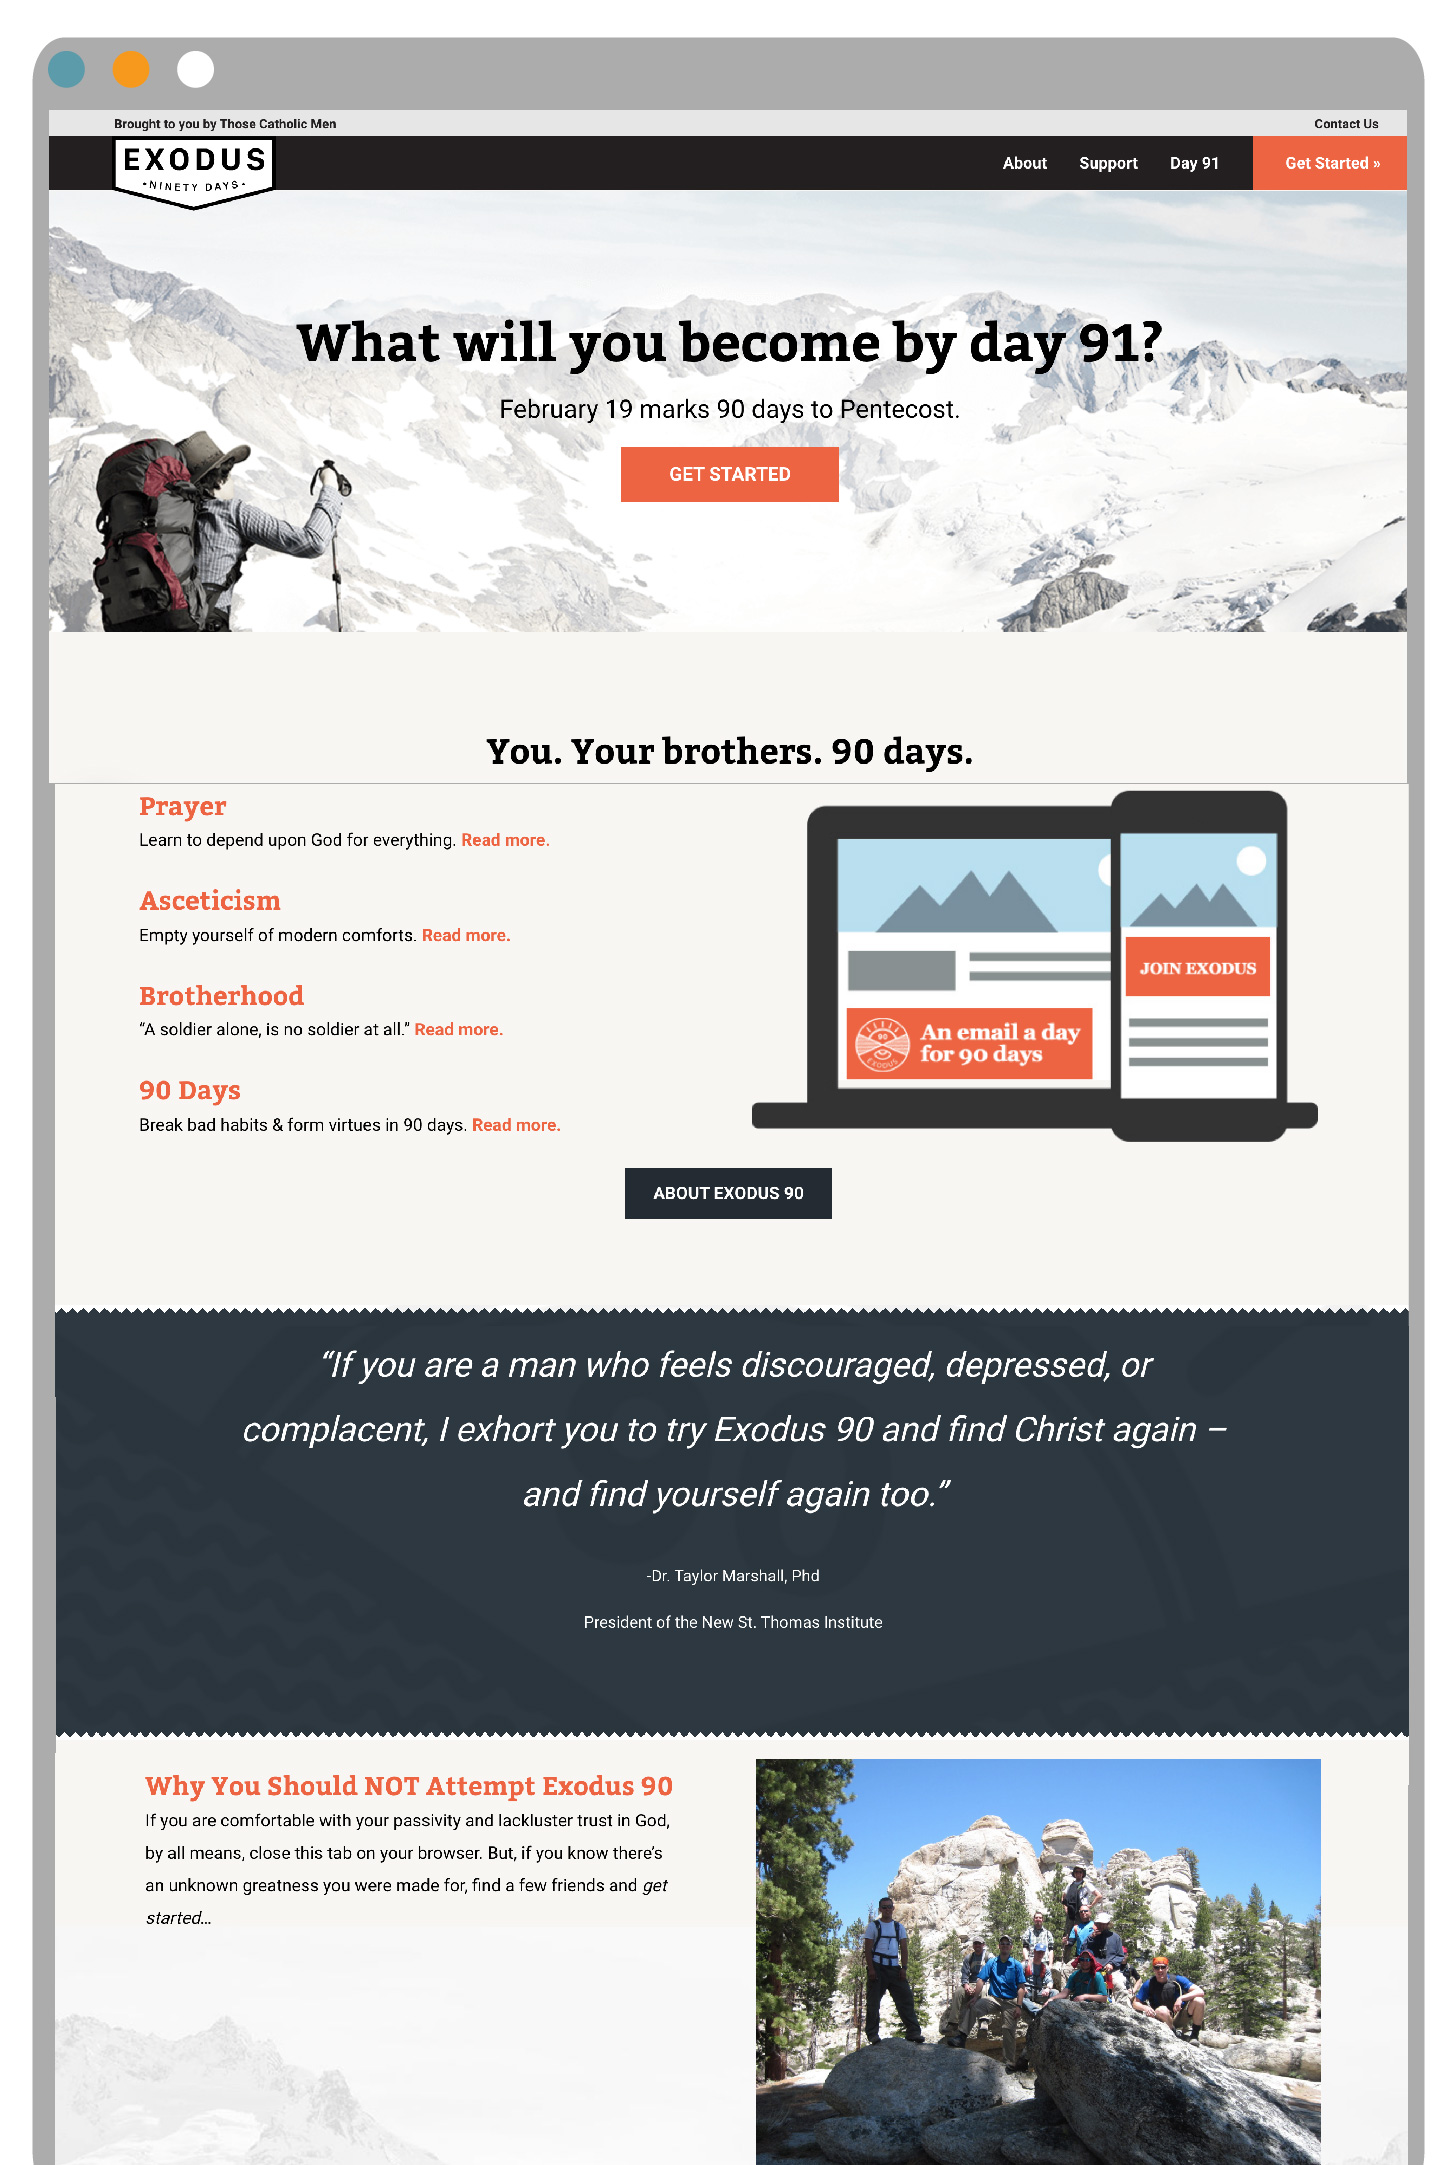 Brought to you by Those Catholic Men
Contact Us
EXODUS
·NINETY DAYS·
About
Support
Day 91
Get Started »
What will you become by day 91?
February 19 marks 90 days to Pentecost.
GET STARTED
You. Your brothers. 90 days.
Prayer
Learn to depend upon God for everything. Read more.
Asceticism
Empty yourself of modern comforts. Read more.
Brotherhood
“A soldier alone, is no soldier at all.” Read more.
90 Days
Break bad habits & form virtues in 90 days. Read more.
JOIN EXODUS
90
EXODUS
An email a day
for 90 days
ABOUT EXODUS 90
“If you are a man who feels discouraged, depressed, or
complacent, I exhort you to try Exodus 90 and find Christ again –
and find yourself again too.”
-Dr. Taylor Marshall, Phd
President of the New St. Thomas Institute
Why You Should NOT Attempt Exodus 90
If you are comfortable with your passivity and lackluster trust in God,
by all means, close this tab on your browser. But, if you know there’s
an unknown greatness you were made for, find a few friends and get
started…